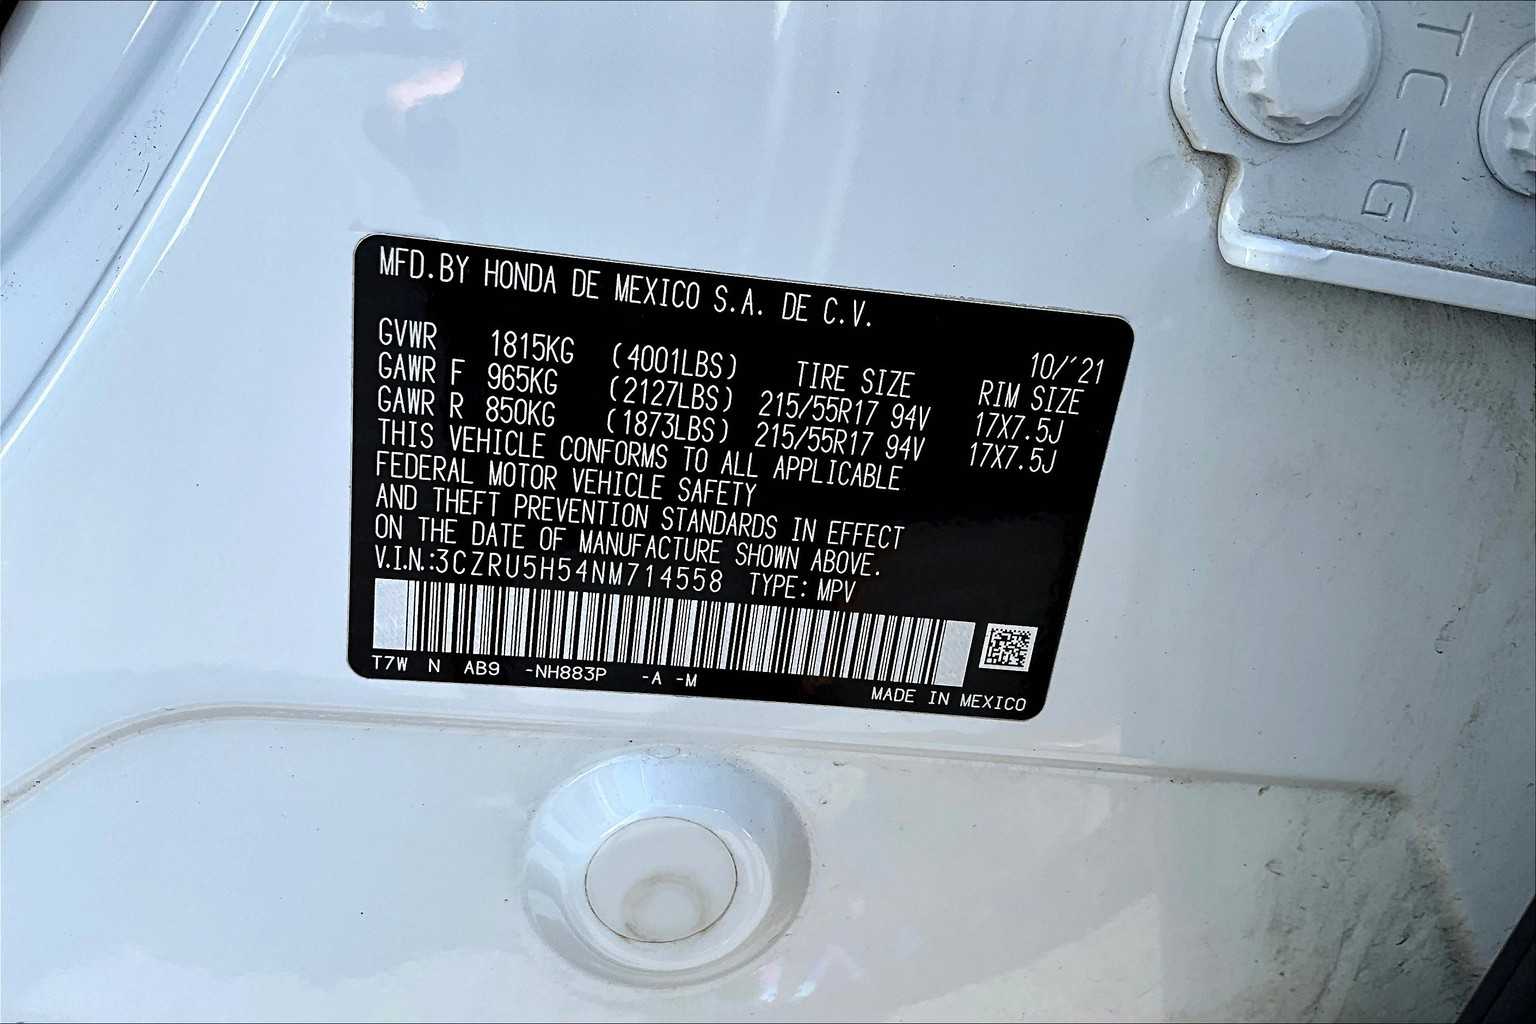 TC-G
MFD.BY HONDA DE MEXICO S.A. DE C.V.
10/'21
GVWR 1815KG (4001LBS) TIRE SIZE RIM SIZE
GAWR F 965KG (2127LBS) 215/55R17 94V 17X7.5J
GAWR R 850KG (1873LBS) 215/55R17 94V 17X7.5J
THIS VEHICLE CONFORMS TO ALL APPLICABLE
FEDERAL MOTOR VEHICLE SAFETY
AND THEFT PREVENTION STANDARDS IN EFFECT
ON THE DATE OF MANUFACTURE SHOWN ABOVE.
V.I.N.:3CZRU5H54NM714558 TYPE: MPV
T7W N AB9 -NH883P -A -M
MADE IN MEXICO